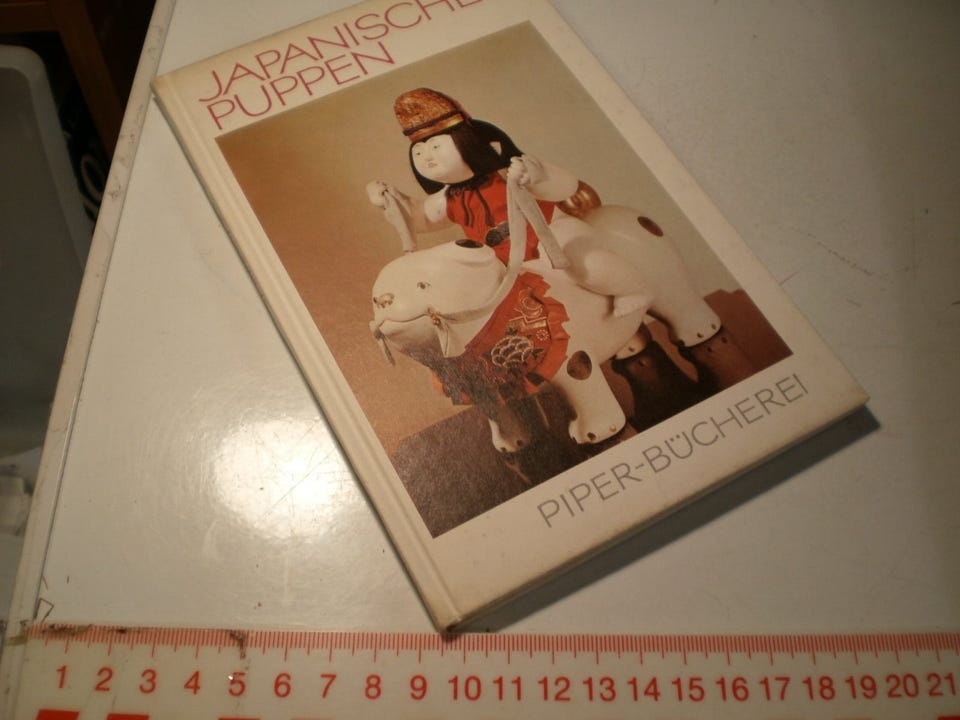 JAPANISCHE
PUPPEN
PIPER-BÜCHEREI
1 2 3 4 5 6 7 8 9 10 11 12 13 14 15 16 17 18 19 20 21